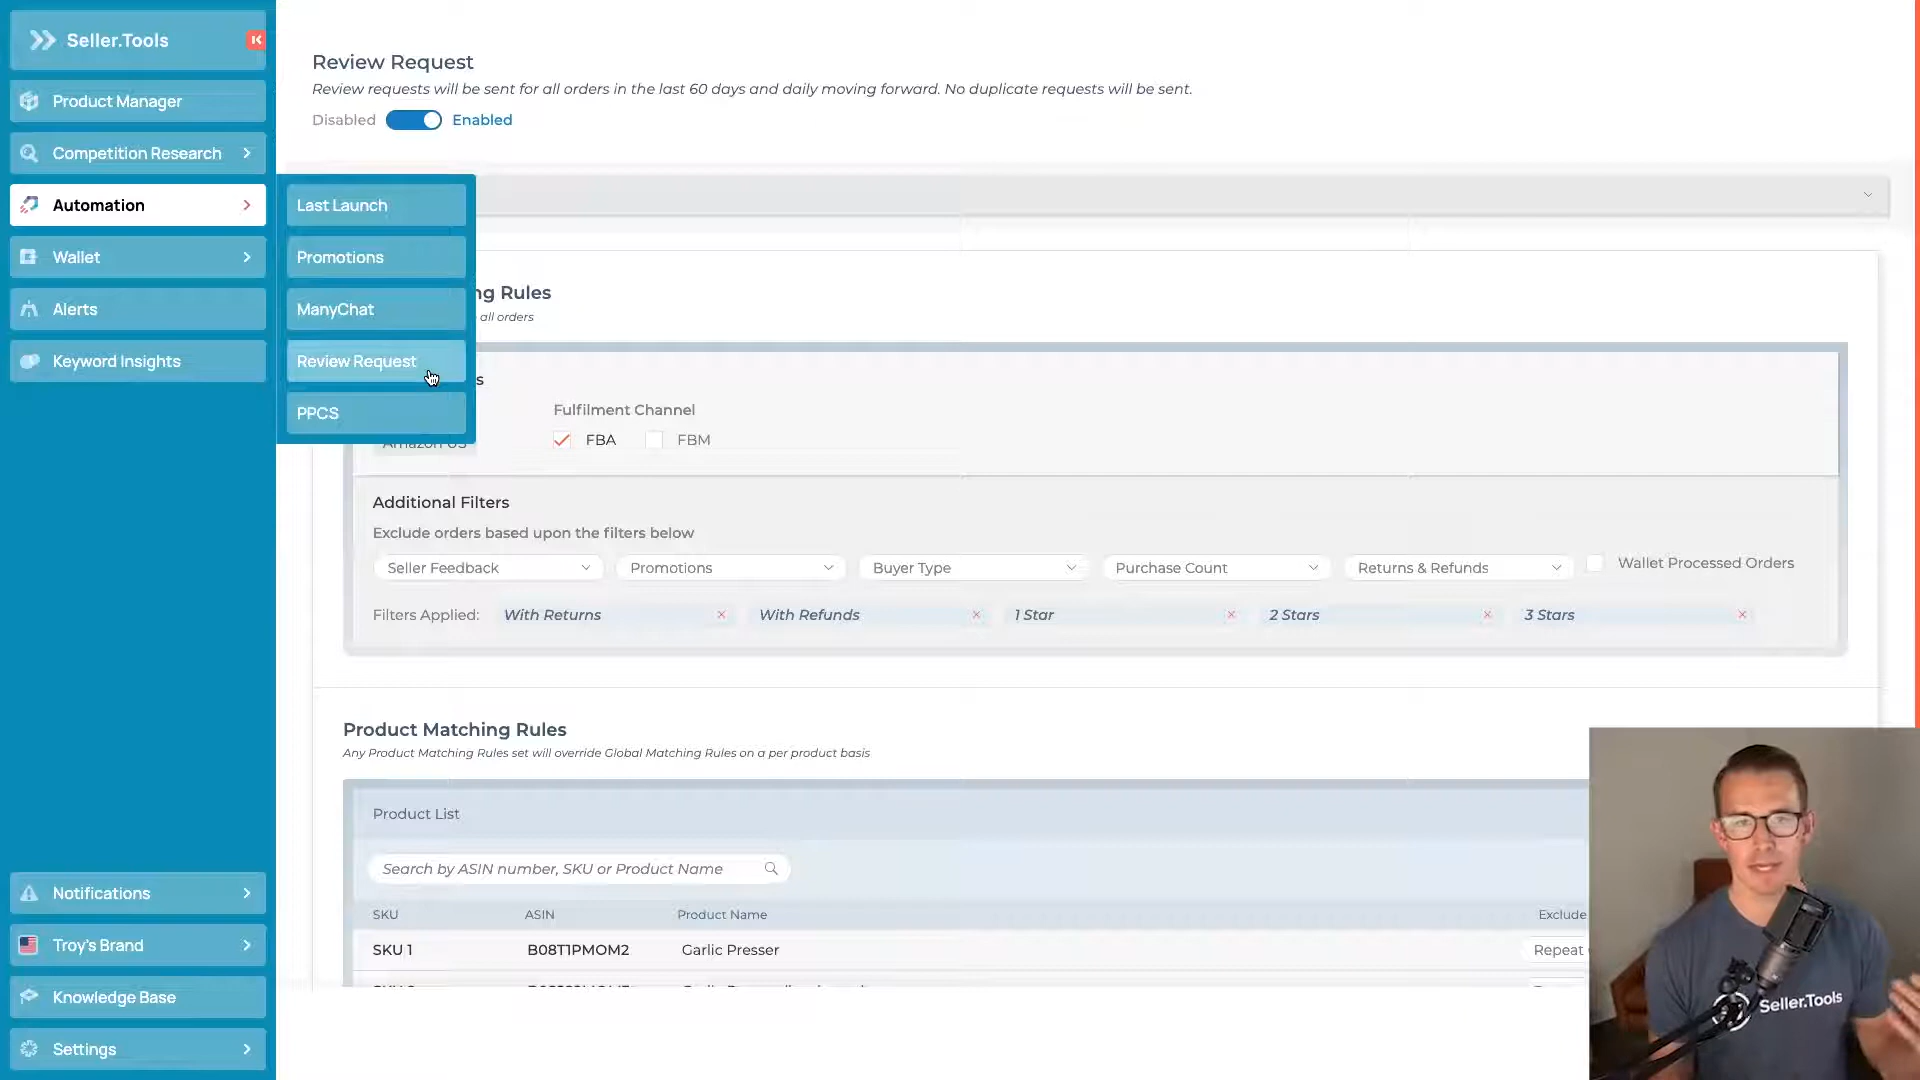 Seller.Tools
Product Manager
Competition Research
Automation
Wallet
Alerts
Keyword Insights
Notifications
Troy's Brand
Knowledge Base
Settings
Last Launch
Promotions
ManyChat
Review Request
PPCS
Review Request
Review requests will be sent for all orders in the last 60 days and daily moving forward. No duplicate requests will be sent.
Disabled Enabled
ng Rules
all orders
s
Amazon US
Fulfilment Channel
FBA FBM
Additional Filters
Exclude orders based upon the filters below
Seller Feedback Promotions Buyer Type Purchase Count Returns & Refunds Wallet Processed Orders
Filters Applied: With Returns With Refunds 1 Star 2 Stars 3 Stars
Product Matching Rules
Any Product Matching Rules set will override Global Matching Rules on a per product basis
Product List
Search by ASIN number, SKU or Product Name
SKU ASIN Product Name Exclude
SKU 1 B08T1PMOM2 Garlic Presser Repeat
Seller.Tools